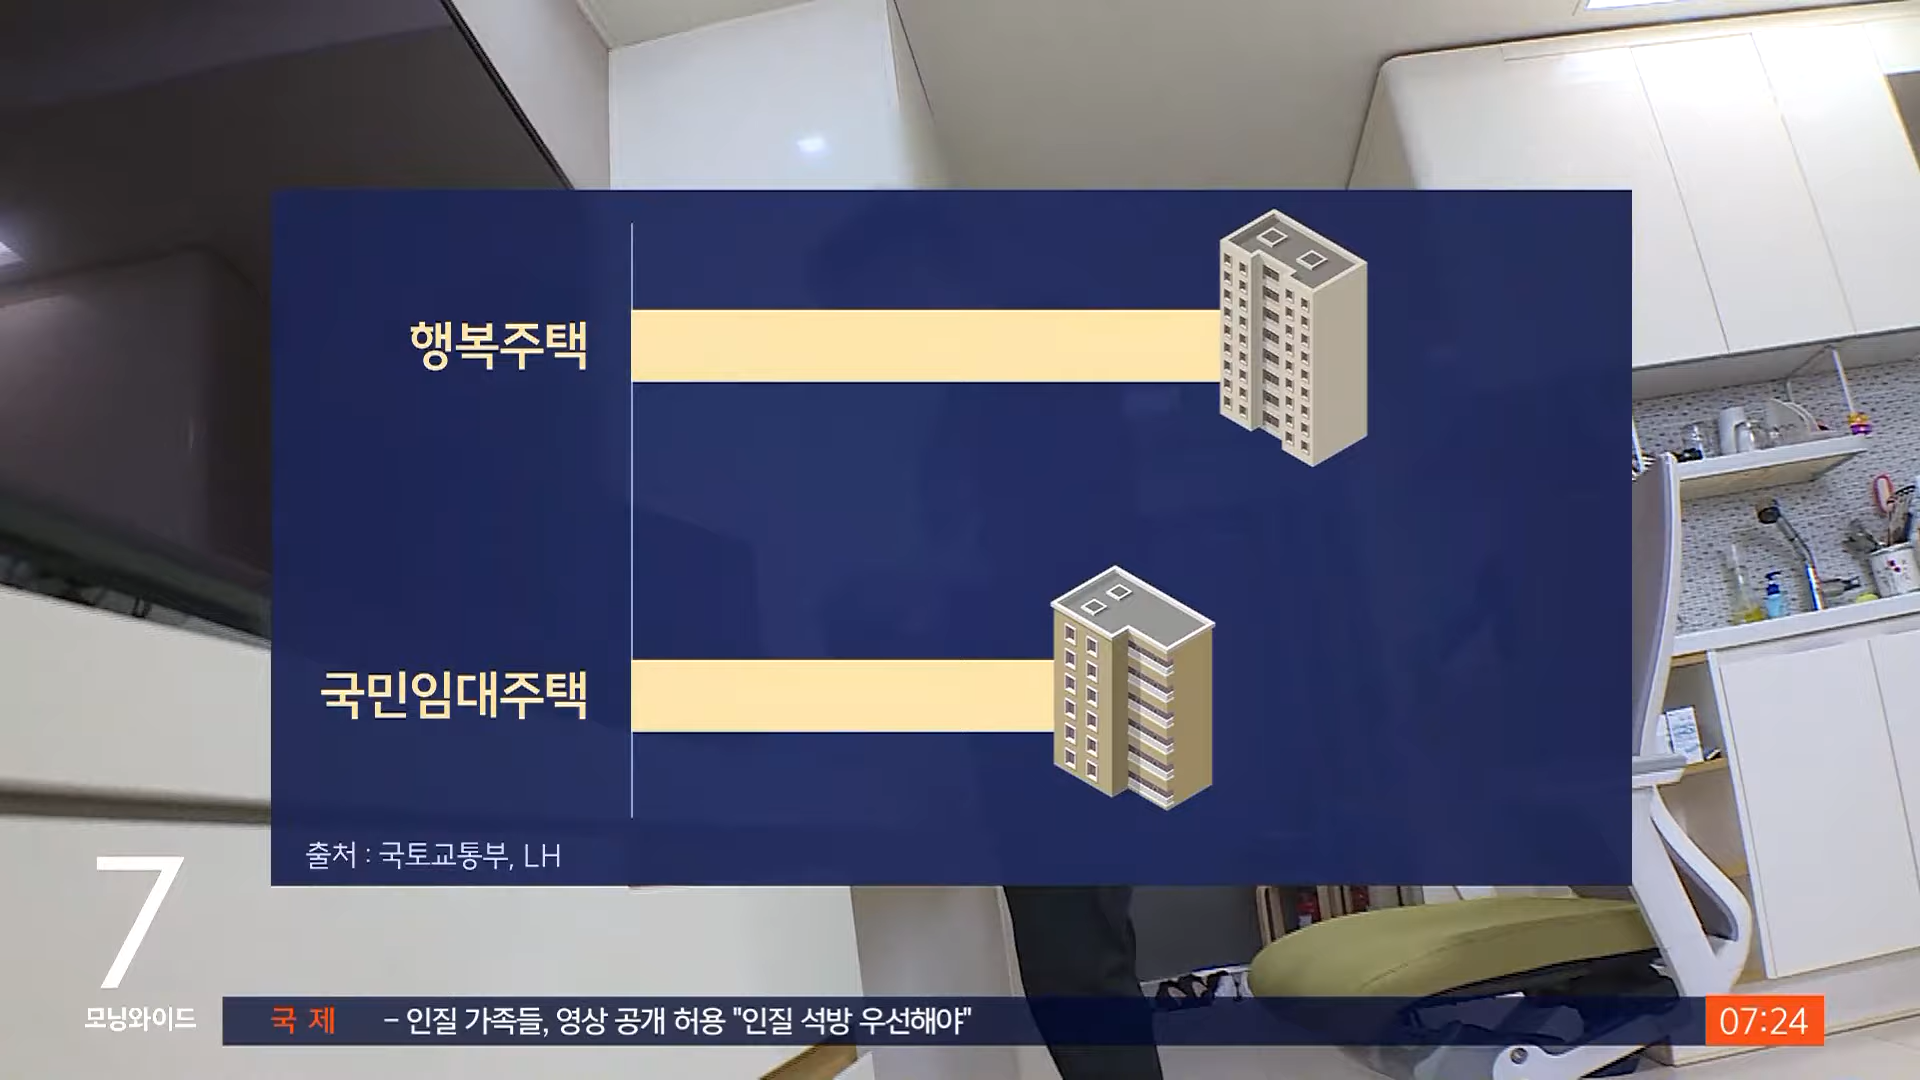 행복주택
국민임대주택
출처 : 국토교통부, LH
7
모닝와이드
국 제 - 인질 가족들, 영상 공개 허용 "인질 석방 우선해야"
07:24